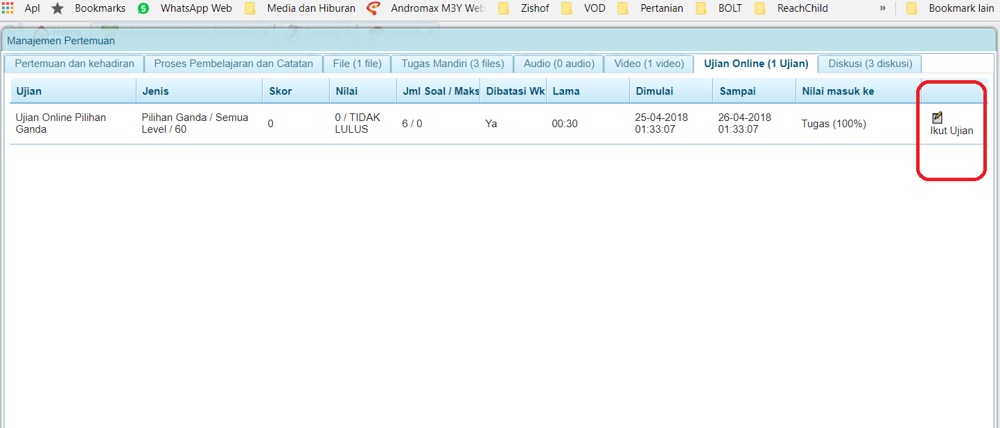 Apl Bookmarks 5 WhatsApp Web Media dan Hiburan Andromax M3Y Web Zishof VOD Pertanian BOLT ReachChild » Bookmark lain
Home Informasi Kalender Akademik × Tutorial × Isi KRS ×
Manajemen Pertemuan
Pertemuan dan kehadiran Proses Pembelajaran dan Catatan File (1 file) Tugas Mandiri (3 files) Audio (0 audio) Video (1 video) Ujian Online (1 Ujian) Diskusi (3 diskusi)
Ujian Jenis Skor Nilai Jml Soal / Maks Dibatasi Wk Lama Dimulai Sampai Nilai masuk ke
Ujian Online Pilihan Pilihan Ganda / Semua 0 / TIDAK 25-04-2018 26-04-2018
0 6 / 0 Ya 00:30 Tugas (100%)
Ganda Level / 60 LULUS 01:33:07 01:33:07 Ikut Ujian